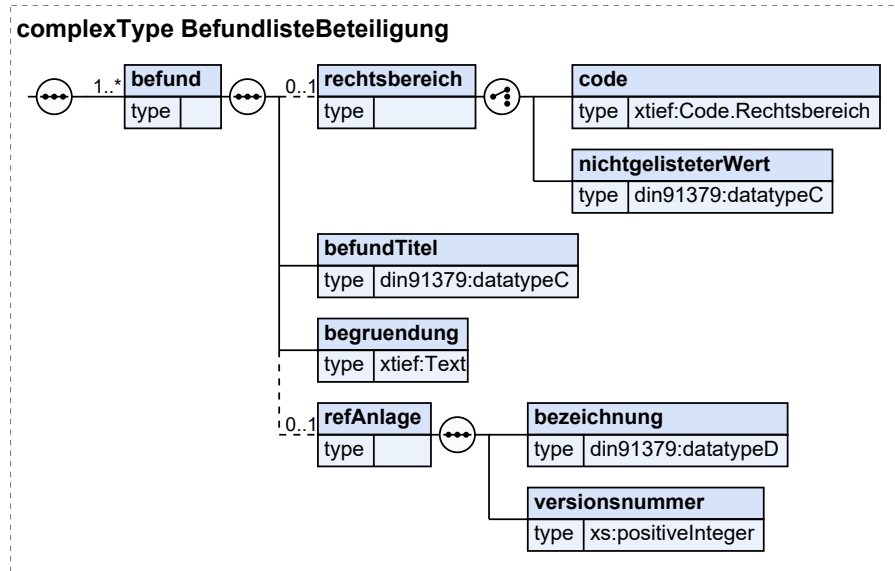 complexType BefundlisteBeteiligung
1..* befund 0..1 rechtsbereich code
type type type xtief:Code.Rechtsbereich
nichtgelisteterWert
type din91379:datatypeC
befundTitel
type din91379:datatypeC
begruendung
type xtief:Text
0..1 refAnlage bezeichnung
type type din91379:datatypeD
versionsnummer
type xs:positiveInteger